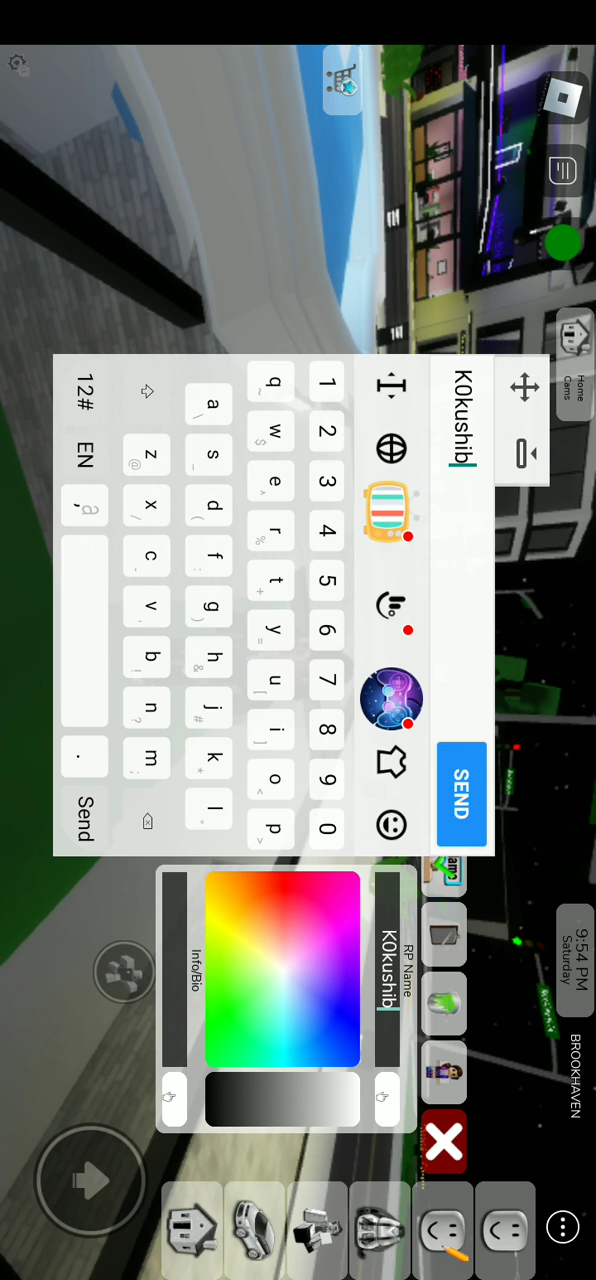 Home
Cams
K0kushib
SEND
1 2 3 4 5 6 7 8 9 0
q w e r t y u i o p
~ $ ^ % + = [ ] < >
a s d f g h j k l
\ _ ( : ) & # * "
z x c v b n m
@ / - ' ! ? ;
12# EN , .  Send
RP Name
K0kushib
Info/Bio
9:54 PM
Saturday
BROOKHAVEN